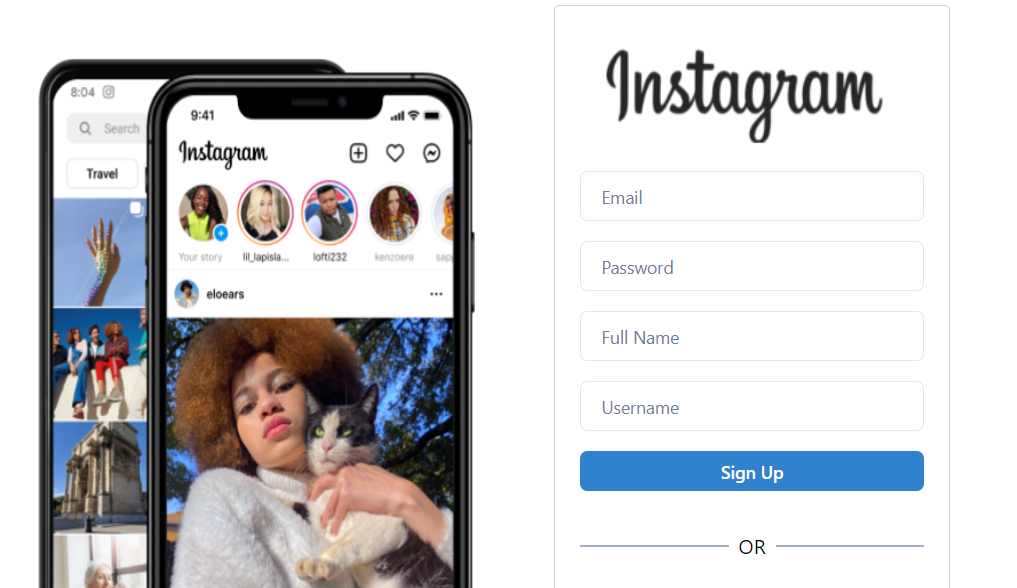 8:04
Search
Travel
9:41
Instagram
Your story
lil_lapisla...
lofti232
kenzoere
sapp
eloears
Instagram
Email
Password
Full Name
Username
Sign Up
OR